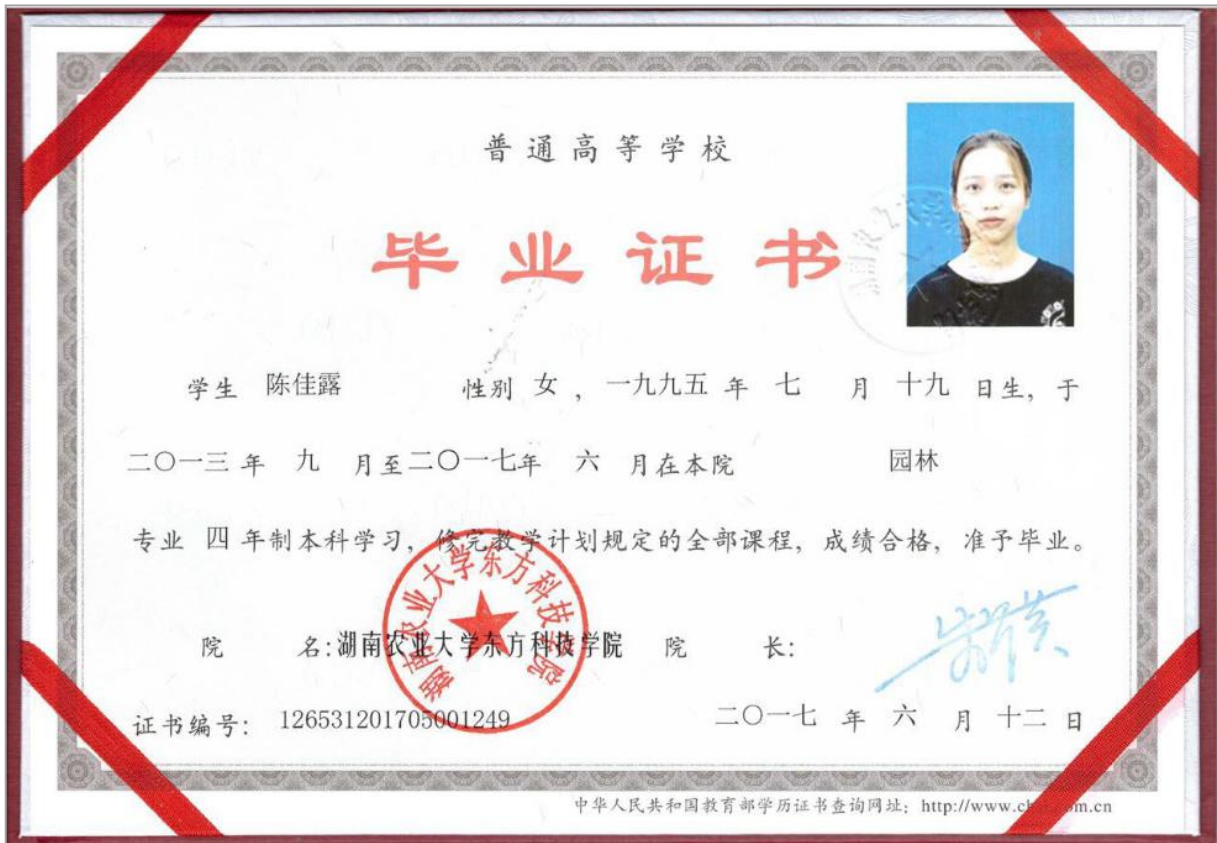 普通高等学校
毕业证书
学生 陈佳露 性别 女，一九九五 年 七 月 十九 日生，于
二〇一三 年 九 月至二〇一七年 六 月在本院 园林
专业 四 年制本科学习，修完教学计划规定的全部课程，成绩合格，准予毕业。
湖南农业大学东方科技学院
院 名：湖南农业大学东方科技学院 院 长：
证书编号： 126531201705001249 二〇一七 年 六 月 十二 日
中华人民共和国教育部学历证书查询网址：http://www.ch
om.cn